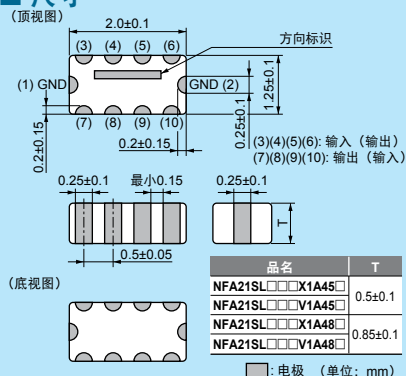 ■ 尺寸
（顶视图）
2.0±0.1
(3) (4) (5) (6)
方向标识
(1) GND
GND (2)
1.25±0.1
0.25±0.1
(7) (8) (9) (10)
0.2±0.15
0.2±0.15
(3)(4)(5)(6): 输入（输出）
(7)(8)(9)(10): 输出（输入）
0.25±0.1
最小0.15
0.25±0.1
T
0.5±0.05
（底视图）
品名 T
NFA21SL□□□X1A45□
NFA21SL□□□V1A45□
0.5±0.1
NFA21SL□□□X1A48□
NFA21SL□□□V1A48□
0.85±0.1
: 电极 （单位：mm）